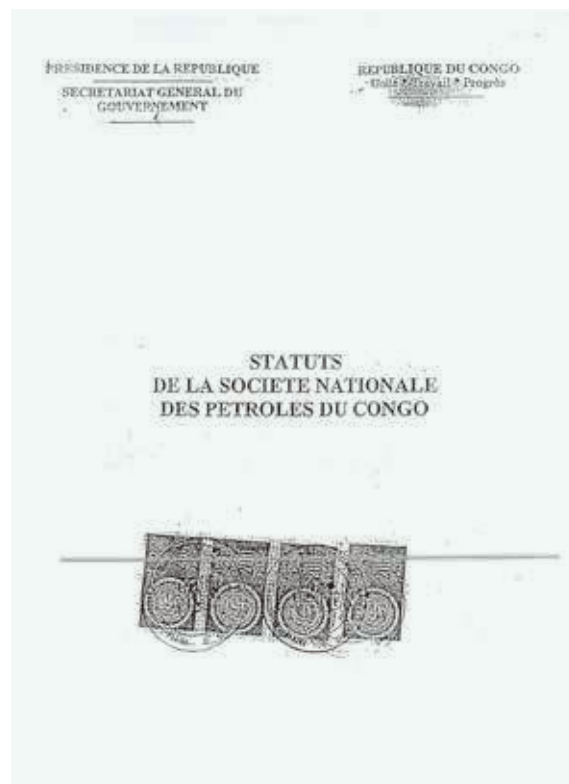 PRESIDENCE DE LA REPUBLIQUE
SECRETARIAT GENERAL DU
GOUVERNEMENT
REPUBLIQUE DU CONGO
Unité * Travail * Progrès
STATUTS
DE LA SOCIETE NATIONALE
DES PETROLES DU CONGO